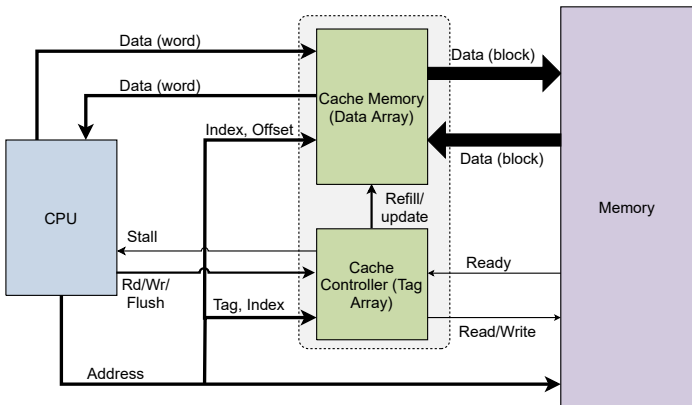 Data (word)
Data (block)
Data (word)
Cache Memory
(Data Array)
Index, Offset
Data (block)
CPU
Refill/
update
Memory
Stall
Cache
Controller (Tag
Array)
Ready
Rd/Wr/
Flush
Tag, Index
Read/Write
Address